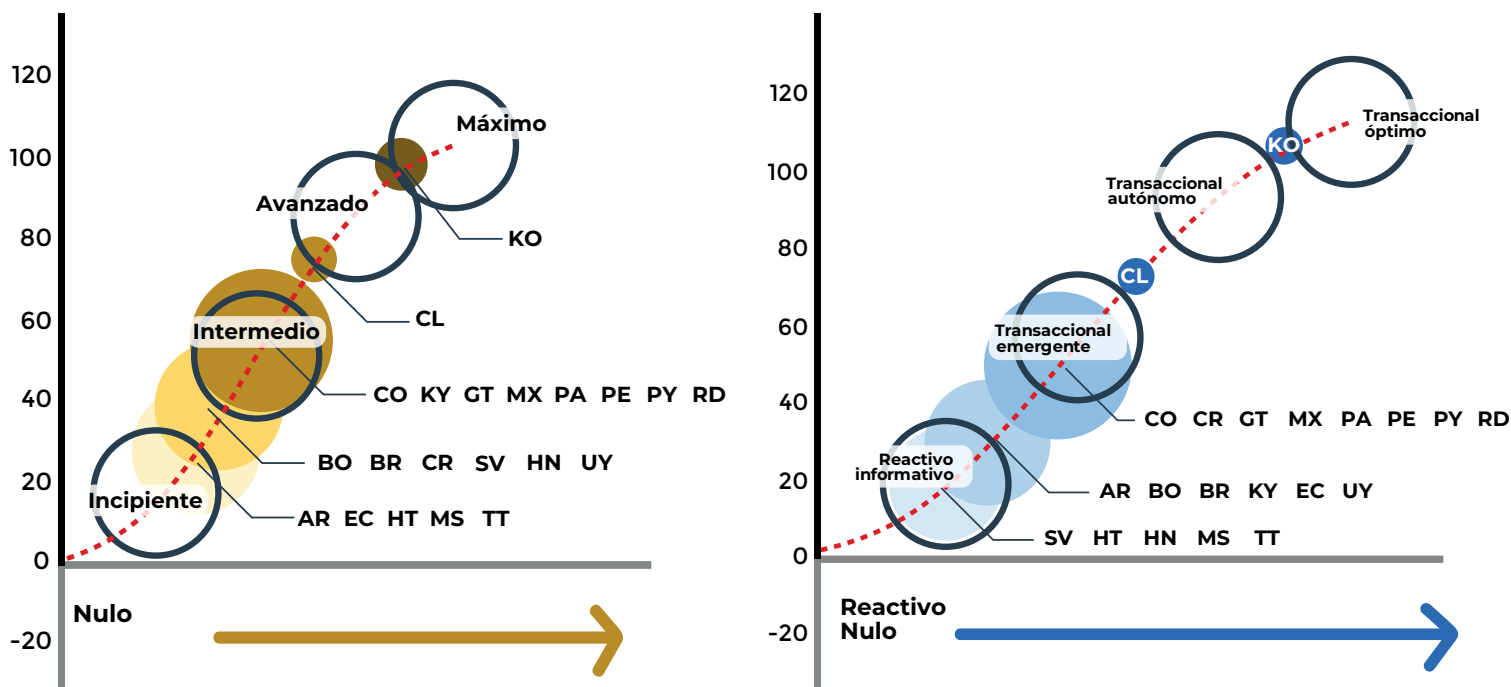 120
100
80
60
40
20
0
-20
Máximo
Avanzado
KO
CL
Intermedio
CO KY GT MX PA PE PY RD
BO BR CR SV HN UY
Incipiente
AR EC HT MS TT
Nulo
120
100
80
60
40
20
0
-20
Transaccional
óptimo
KO
Transaccional
autónomo
CL
Transaccional
emergente
CO CR GT MX PA PE PY RD
Reactivo
informativo
AR BO BR KY EC UY
SV HT HN MS TT
Reactivo
Nulo